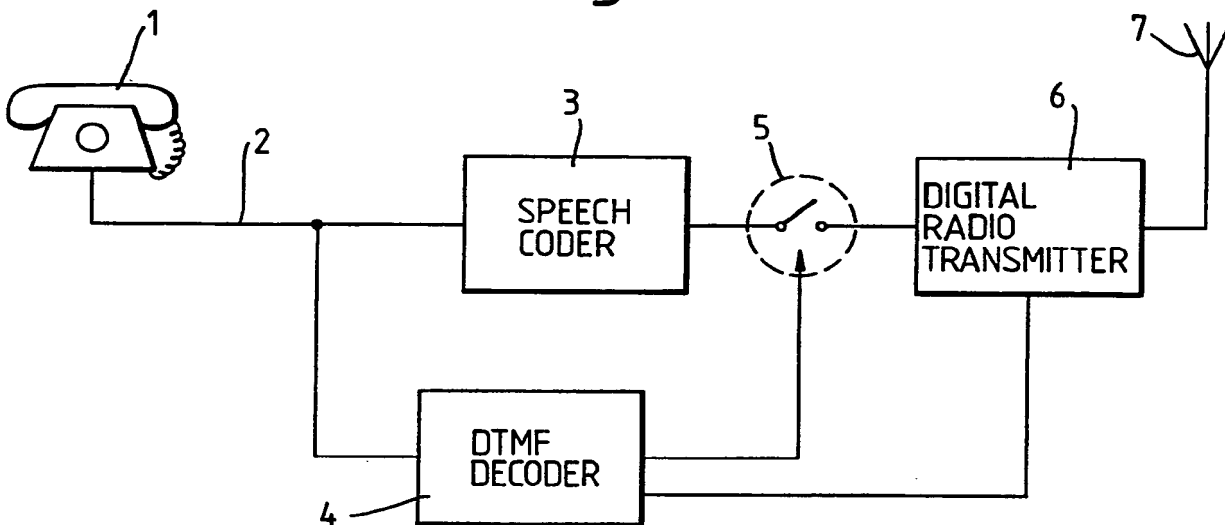 1
2
3
SPEECH
CODER
5
6
DIGITAL
RADIO
TRANSMITTER
7
DTMF
DECODER
4